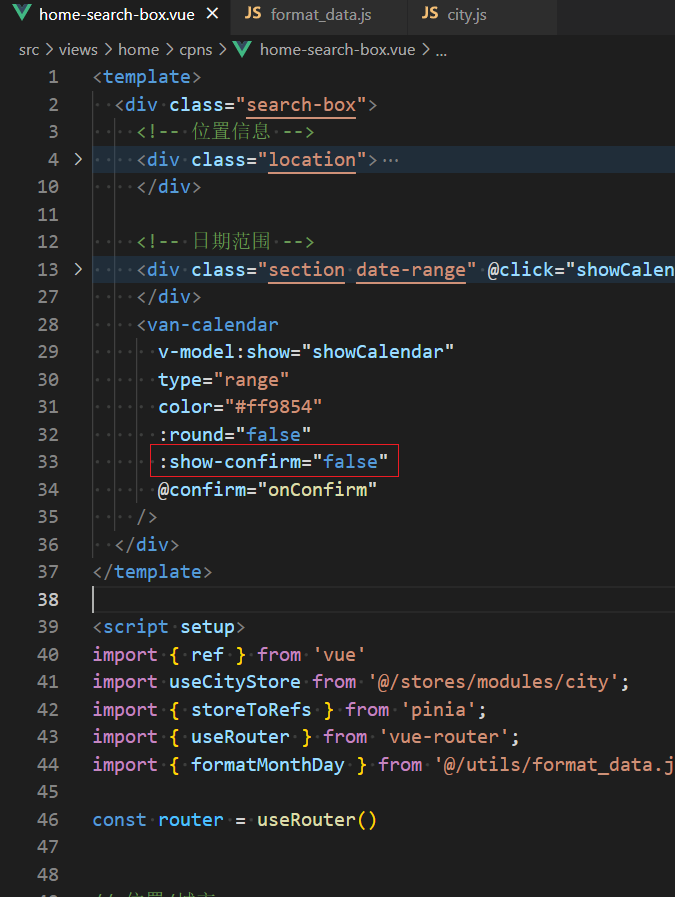 home-search-box.vue × JS format_data.js JS city.js
src > views > home > cpns > home-search-box.vue > ...
1 <template>
2 <div class="search-box">
3 <!-- 位置信息 -->
4 > <div class="location"> ...
10 </div>
11
12 <!-- 日期范围 -->
13 > <div class="section date-range" @click="showCalen
27 </div>
28 <van-calendar
29 v-model:show="showCalendar"
30 type="range"
31 color="#ff9854"
32 :round="false"
33 :show-confirm="false"
34 @confirm="onConfirm"
35 />
36 </div>
37 </template>
38
39 <script setup>
40 import { ref } from 'vue'
41 import useCityStore from '@/stores/modules/city';
42 import { storeToRefs } from 'pinia';
43 import { useRouter } from 'vue-router';
44 import { formatMonthDay } from '@/utils/format_data.j
45
46 const router = useRouter()
47
48